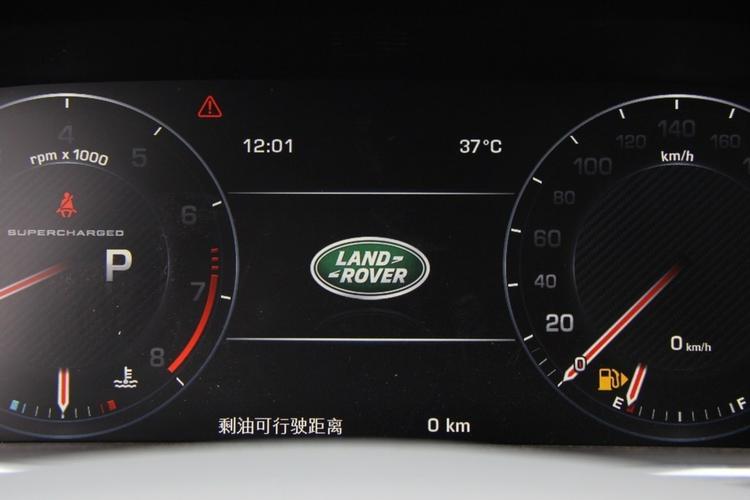 12:01
37°C
4
5
6
7
8
rpm x 1000
SUPERCHARGED
P
LAND
ROVER
20
40
60
80
100
120
140
160
km/h
0
0 km/h
E
F
剩油可行驶距离
0 km